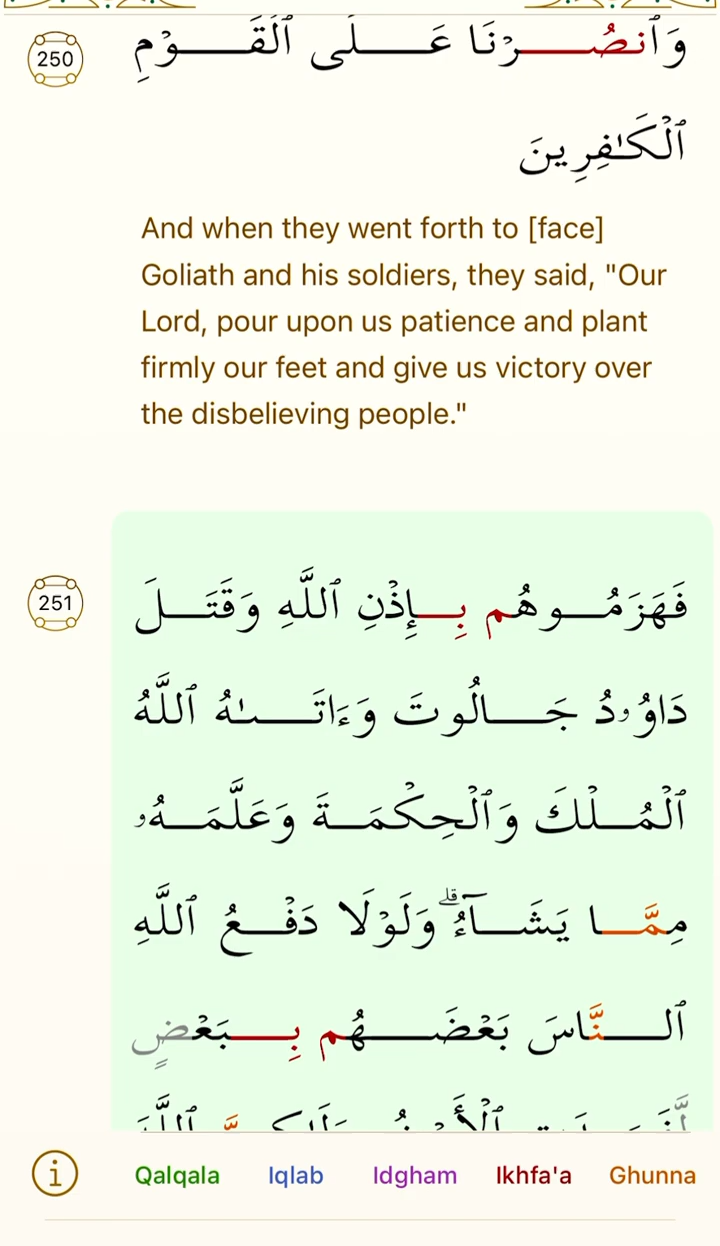 250
وَٱنصُرْنَا عَلَى ٱلْقَوْمِ
ٱلْكَـٰفِرِينَ
And when they went forth to [face]
Goliath and his soldiers, they said, "Our
Lord, pour upon us patience and plant
firmly our feet and give us victory over
the disbelieving people."
251
فَهَزَمُوهُم بِإِذْنِ ٱللَّهِ وَقَتَلَ
دَاوُۥدُ جَالُوتَ وَءَاتَىٰهُ ٱللَّهُ
ٱلْمُلْكَ وَٱلْحِكْمَةَ وَعَلَّمَهُۥ
مِمَّا يَشَآءُ ۗ وَلَوْلَا دَفْعُ ٱللَّهِ
ٱلنَّاسَ بَعْضَهُم بِبَعْضٍ
Qalqala Iqlab Idgham Ikhfa'a Ghunna